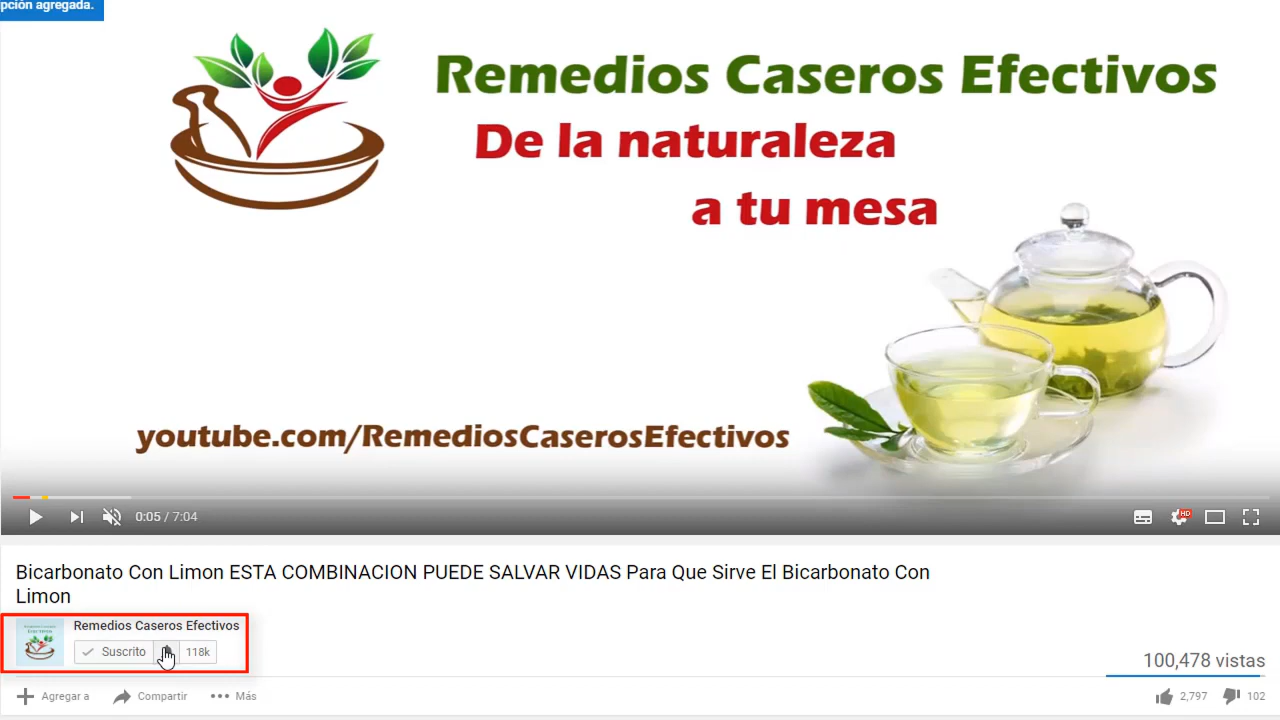 pción agregada.
Remedios Caseros Efectivos
De la naturaleza
a tu mesa
youtube.com/RemediosCaserosEfectivos
0:05 / 7:04
HD
Bicarbonato Con Limon ESTA COMBINACION PUEDE SALVAR VIDAS Para Que Sirve El Bicarbonato Con
Limon
Remedios Caseros Efectivos
Suscrito 118k
100,478 vistas
Agregar a Compartir Más 2,797 102